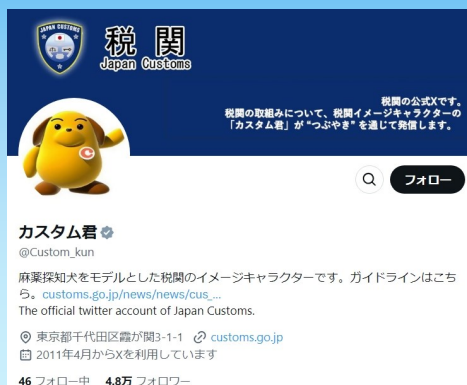 JAPAN CUSTOMS
税関
Japan Customs
税関の公式Xです。
税関の取組みについて、税関イメージキャラクターの
「カスタム君」が "つぶやき" を通じて発信します。
フォロー
カスタム君
@Custom_kun
麻薬探知犬をモデルとした税関のイメージキャラクターです。ガイドラインはこち
ら。customs.go.jp/news/news/cus_...
The official twitter account of Japan Customs.
東京都千代田区霞が関3-1-1 customs.go.jp
2011年4月からXを利用しています
46 フォロー中 4.8万 フォロワー